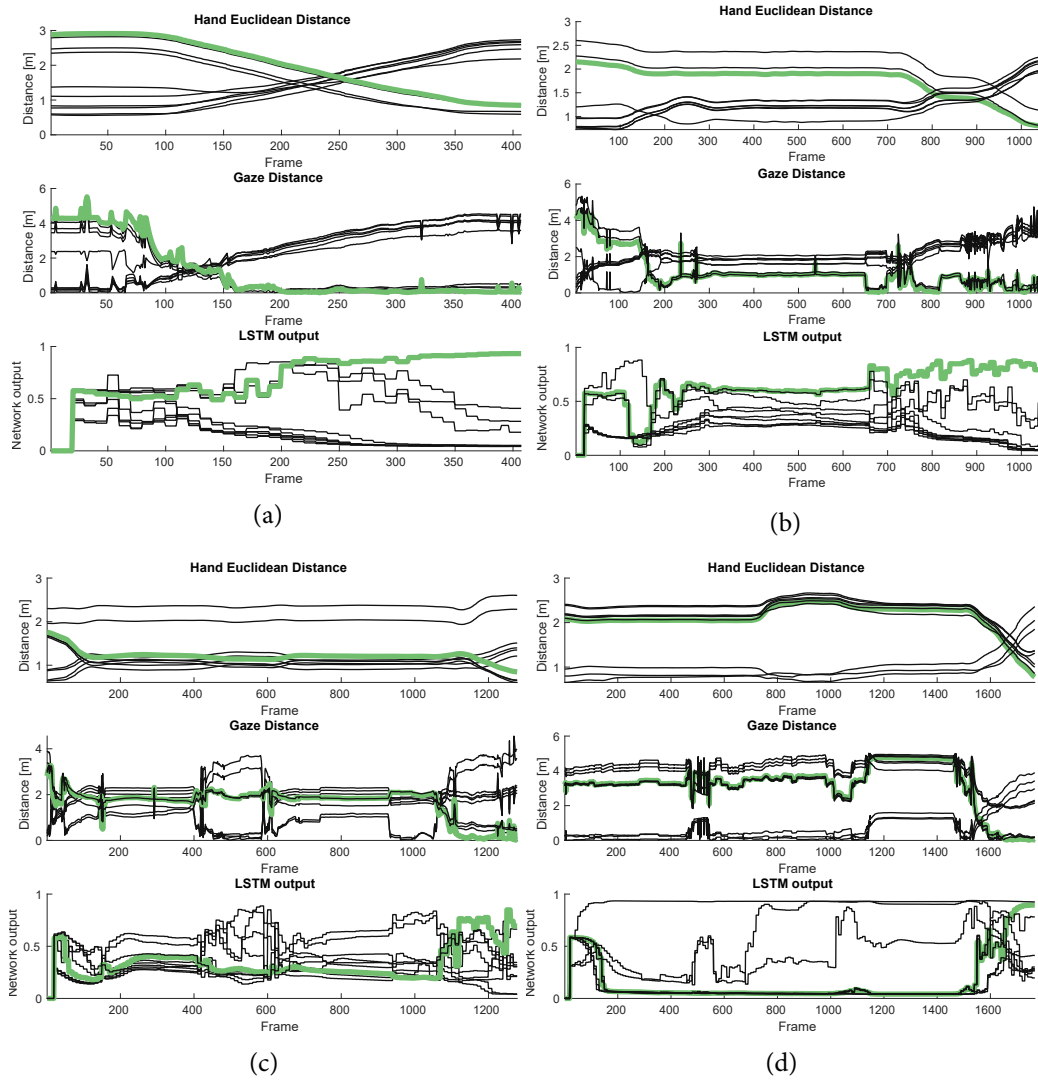 Hand Euclidean Distance
3
2
1
0
Distance [m]
50 100 150 200 250 300 350 400
Frame
Gaze Distance
6
4
2
0
Distance [m]
50 100 150 200 250 300 350 400
Frame
LSTM output
1
0.5
0
Network output
50 100 150 200 250 300 350 400
Frame
(a)
Hand Euclidean Distance
3
2.5
2
1.5
1
Distance [m]
100 200 300 400 500 600 700 800 900 1000
Frame
Gaze Distance
6
4
2
0
Distance [m]
100 200 300 400 500 600 700 800 900 1000
Frame
LSTM output
1
0.5
0
Network output
100 200 300 400 500 600 700 800 900 1000
Frame
(b)
Hand Euclidean Distance
3
2
1
Distance [m]
200 400 600 800 1000 1200
Frame
Gaze Distance
4
2
0
Distance [m]
200 400 600 800 1000 1200
Frame
LSTM output
1
0.5
0
Network output
200 400 600 800 1000 1200
Frame
(c)
Hand Euclidean Distance
3
2
1
Distance [m]
200 400 600 800 1000 1200 1400 1600
Frame
Gaze Distance
6
4
2
0
Distance [m]
200 400 600 800 1000 1200 1400 1600
Frame
LSTM output
1
0.5
0
Network output
200 400 600 800 1000 1200 1400 1600
Frame
(d)